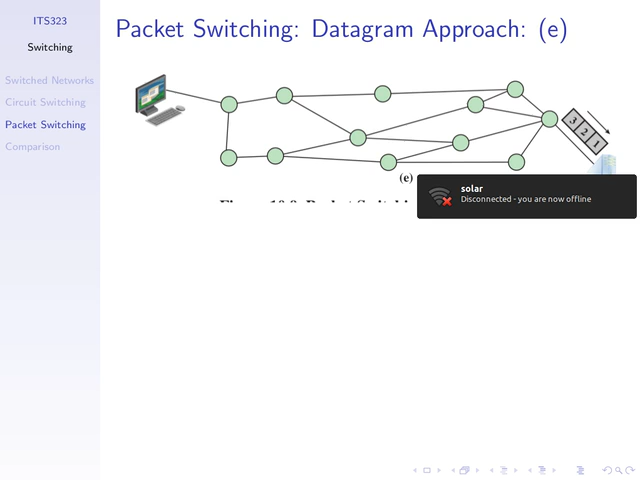 ITS323
Switching
Switched Networks
Circuit Switching
Packet Switching
Comparison
Packet Switching: Datagram Approach: (e)
3 2 1
(e)
solar
Disconnected - you are now offline